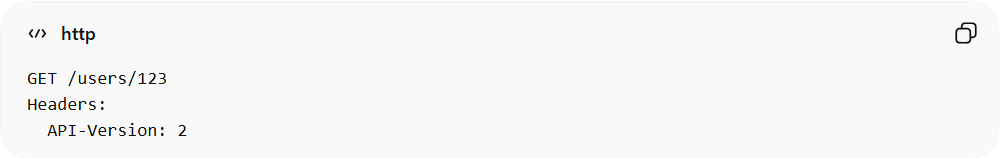 http
GET /users/123
Headers:
  API-Version: 2